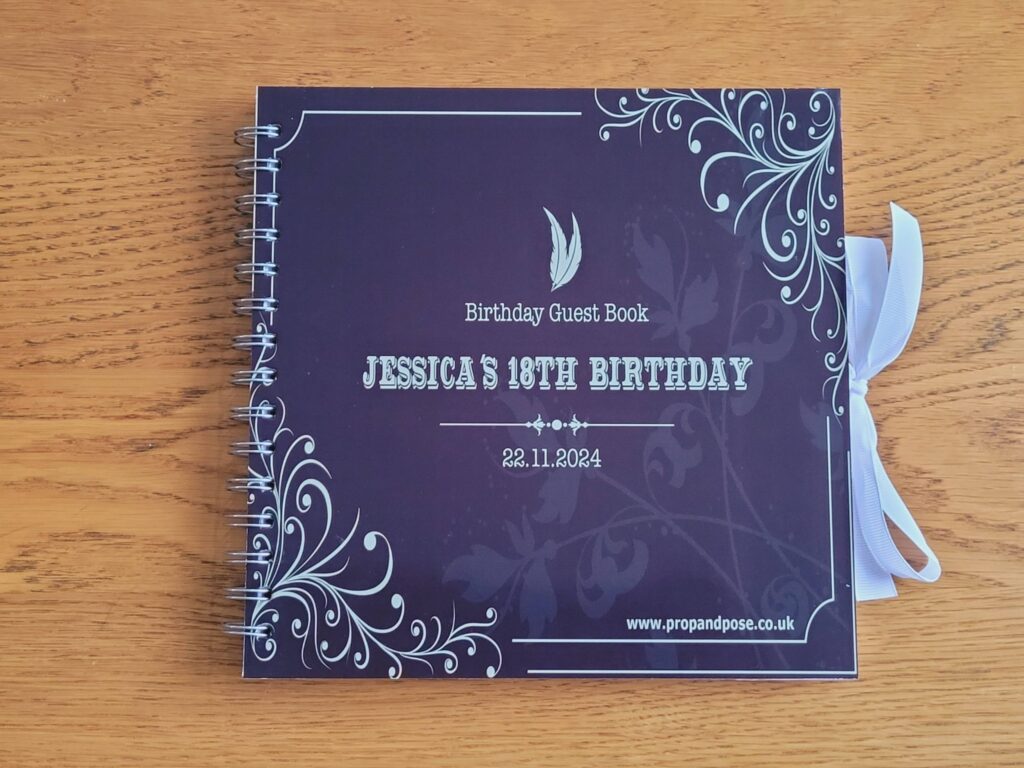 Birthday Guest Book
JESSICA'S 18TH BIRTHDAY
22.11.2024
www.propandpose.co.uk